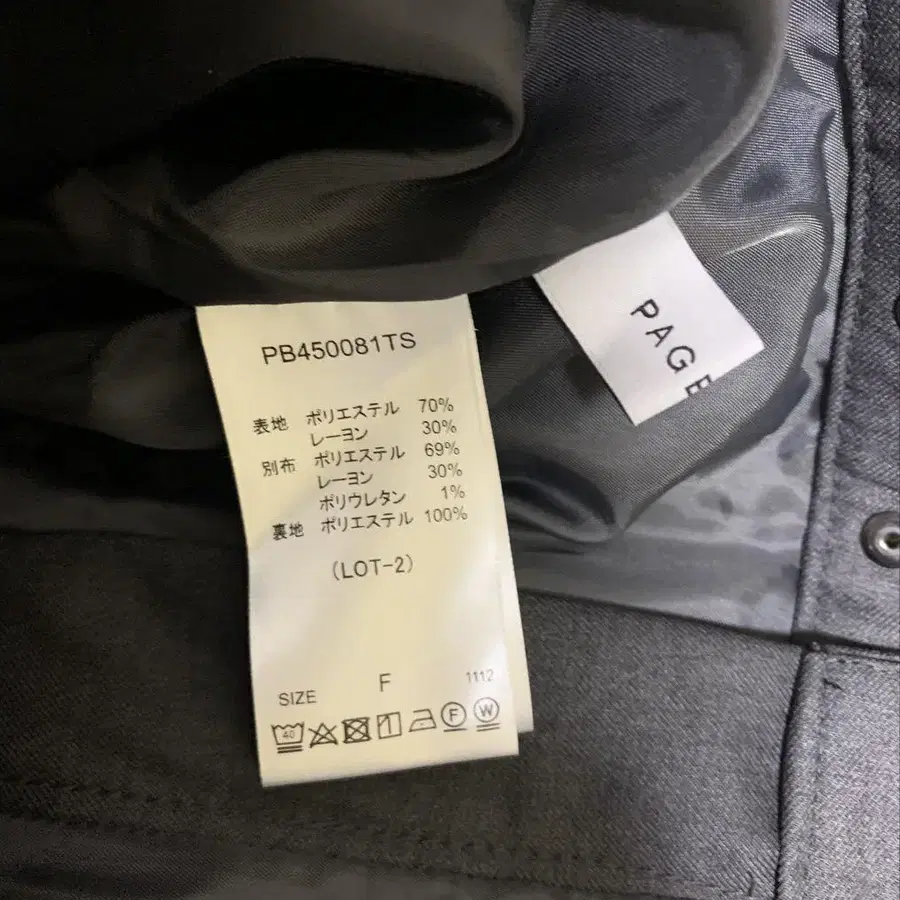 PB450081TS
表地 ポリエステル 70%
レーヨン 30%
別布 ポリエステル 69%
レーヨン 30%
ポリウレタン 1%
裏地 ポリエステル 100%
(LOT-2)
SIZE F 1112
40 F W
PAGE